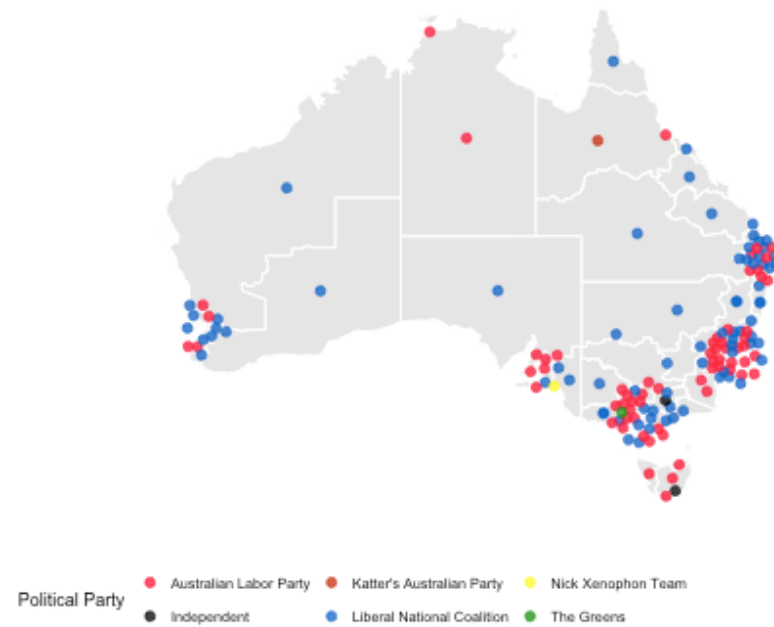 Political Party
Australian Labor Party Katter's Australian Party Nick Xenophon Team
Independent Liberal National Coalition The Greens